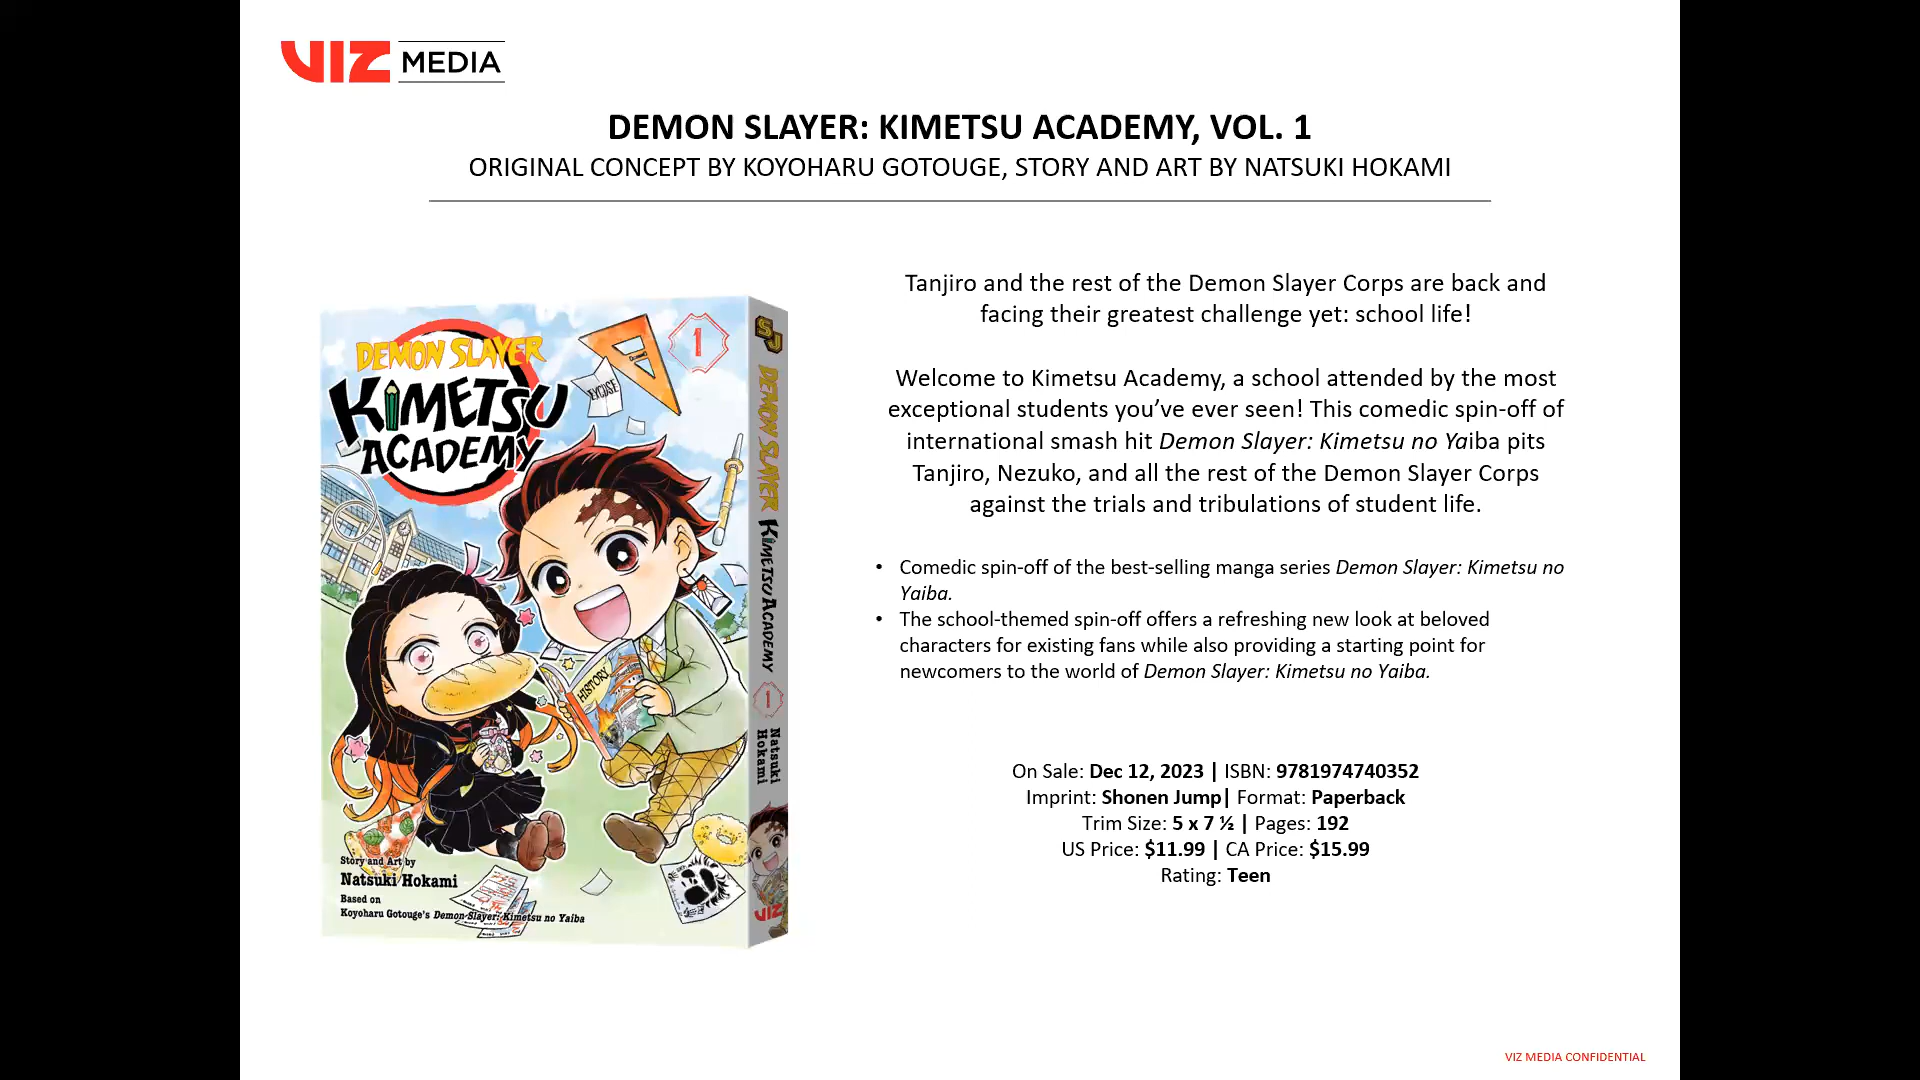 VIZ MEDIA
DEMON SLAYER: KIMETSU ACADEMY, VOL. 1
ORIGINAL CONCEPT BY KOYOHARU GOTOUGE, STORY AND ART BY NATSUKI HOKAMI
DEMON SLAYER
KIMETSU
ACADEMY
1
EXCUSE
HISTORY
Story and Art by
Natsuki Hokami
Based on
Koyoharu Gotouge's Demon Slayer: Kimetsu no Yaiba
SJ
DEMON SLAYER
KIMETSU ACADEMY
1
Natsuki
Hokami
VIZ
Tanjiro and the rest of the Demon Slayer Corps are back and
facing their greatest challenge yet: school life!
Welcome to Kimetsu Academy, a school attended by the most
exceptional students you’ve ever seen! This comedic spin-off of
international smash hit Demon Slayer: Kimetsu no Yaiba pits
Tanjiro, Nezuko, and all the rest of the Demon Slayer Corps
against the trials and tribulations of student life.
• Comedic spin-off of the best-selling manga series Demon Slayer: Kimetsu no
Yaiba.
• The school-themed spin-off offers a refreshing new look at beloved
characters for existing fans while also providing a starting point for
newcomers to the world of Demon Slayer: Kimetsu no Yaiba.
On Sale: Dec 12, 2023 | ISBN: 9781974740352
Imprint: Shonen Jump| Format: Paperback
Trim Size: 5 x 7 ½ | Pages: 192
US Price: $11.99 | CA Price: $15.99
Rating: Teen
VIZ MEDIA CONFIDENTIAL